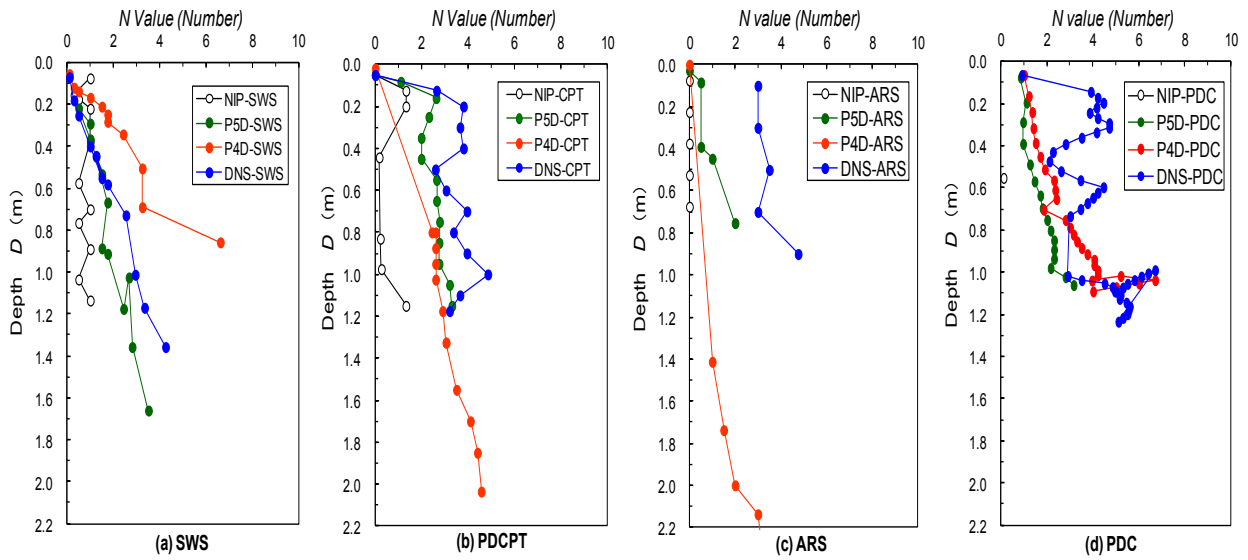 N Value (Number)
0 2 4 6 8 10
0.0
0.2
0.4
0.6
0.8
1.0
1.2
1.4
1.6
1.8
2.0
2.2
Depth D (m)
NIP-SWS
P5D-SWS
P4D-SWS
DNS-SWS
(a) SWS
N Value (Number)
0 2 4 6 8 10
0.0
0.2
0.4
0.6
0.8
1.0
1.2
1.4
1.6
1.8
2.0
2.2
Depth D (m)
NIP-CPT
P5D-CPT
P4D-CPT
DNS-CPT
(b) PDCPT
N Value (Number)
0 2 4 6 8 10
0.0
0.2
0.4
0.6
0.8
1.0
1.2
1.4
1.6
1.8
2.0
2.2
Depth D (m)
NIP-ARS
P5D-ARS
P4D-ARS
DNS-ARS
(c) ARS
N value (Number)
0 2 4 6 8 10
0.0
0.2
0.4
0.6
0.8
1.0
1.2
1.4
1.6
1.8
2.0
2.2
Depth D (m)
NIP-PDC
P5D-PDC
P4D-PDC
DNS-PDC
(d) PDC